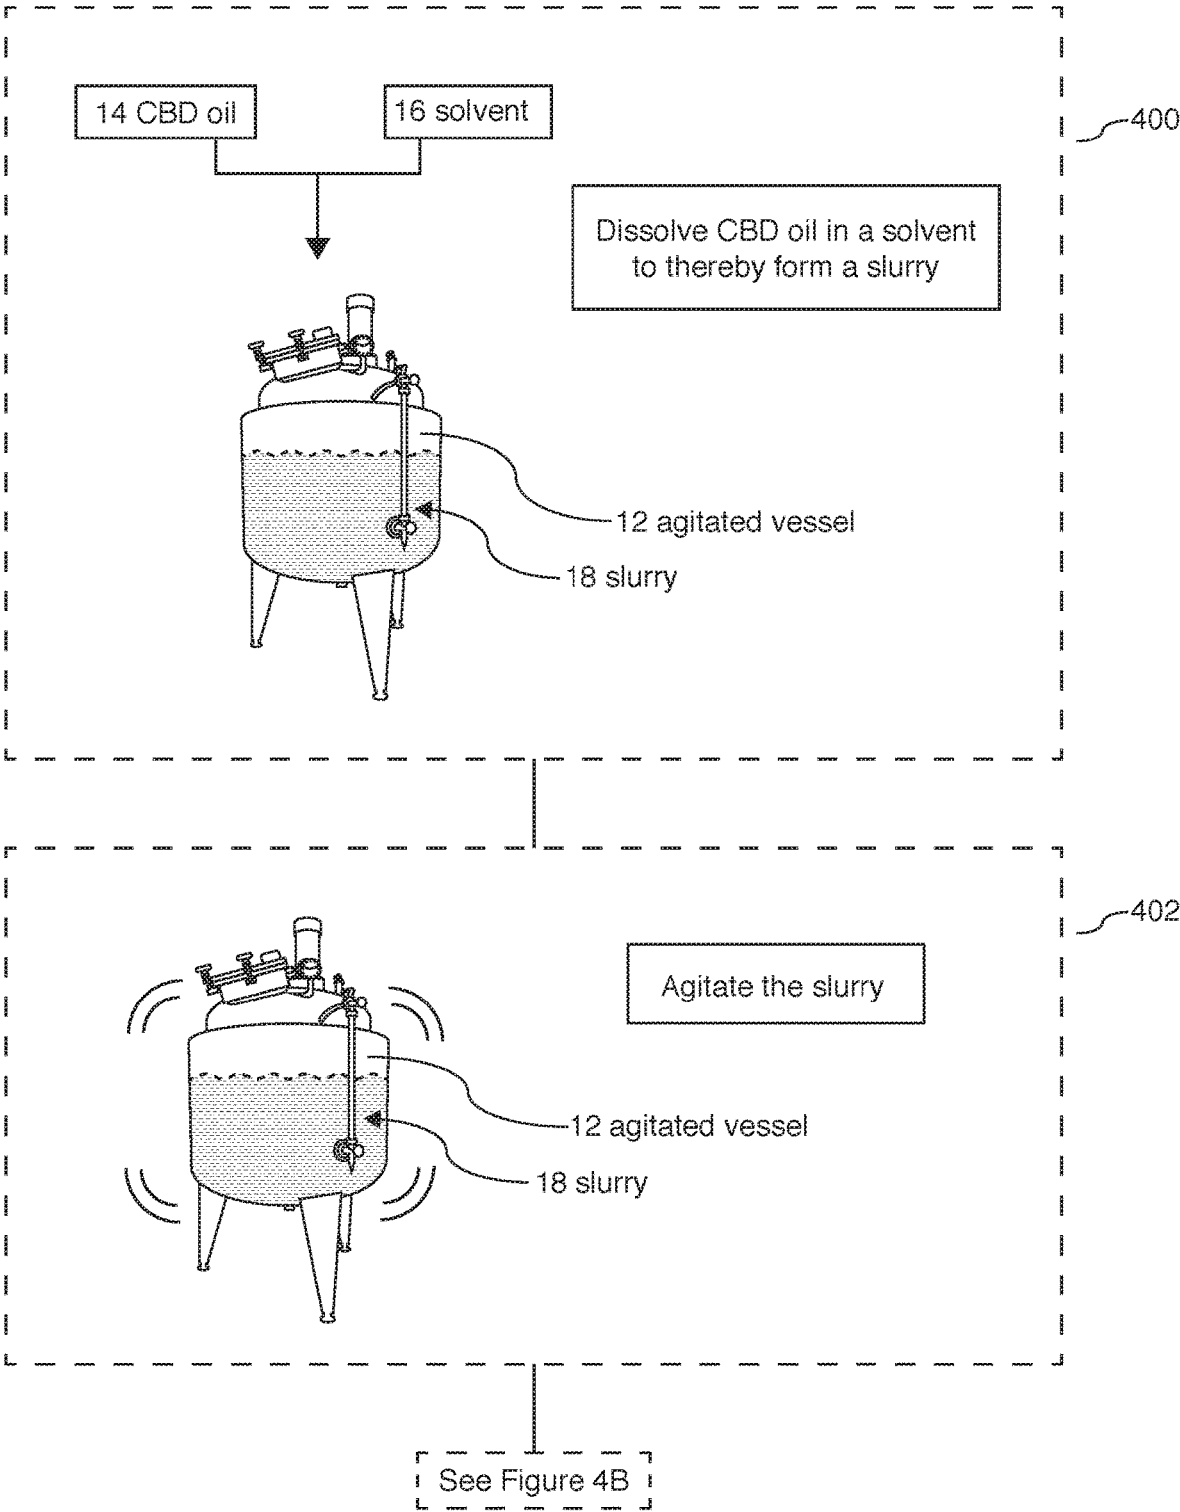 14 CBD oil
16 solvent
400
Dissolve CBD oil in a solvent
to thereby form a slurry
12 agitated vessel
18 slurry
402
Agitate the slurry
12 agitated vessel
18 slurry
See Figure 4B